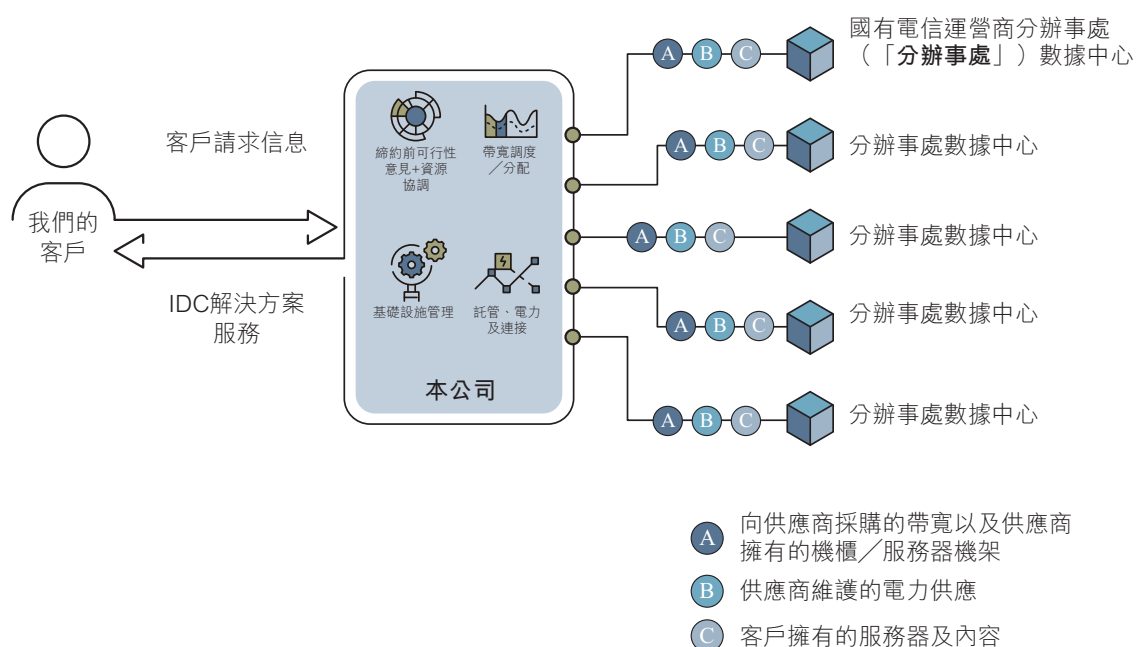 國有電信運營商分辦事處
（「分辦事處」）數據中心
A B C
客戶請求信息
締約前可行性
意見+資源
協調
帶寬調度
／分配
A B C
分辦事處數據中心
我們的
客戶
A B C
分辦事處數據中心
IDC解決方案
服務
基礎設施管理
託管、電力
及連接
A B C
分辦事處數據中心
本公司
A B C
分辦事處數據中心
A
向供應商採購的帶寬以及供應商
擁有的機櫃／服務器機架
B 供應商維護的電力供應
C 客戶擁有的服務器及內容